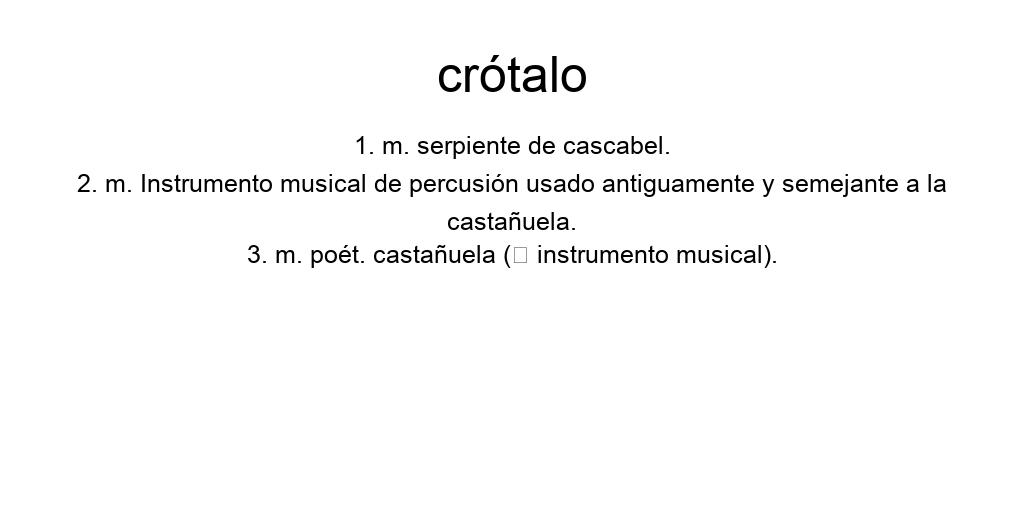 crótalo
1. m. serpiente de cascabel.
2. m. Instrumento musical de percusión usado antiguamente y semejante a la
castañuela.
3. m. poét. castañuela (□ instrumento musical).